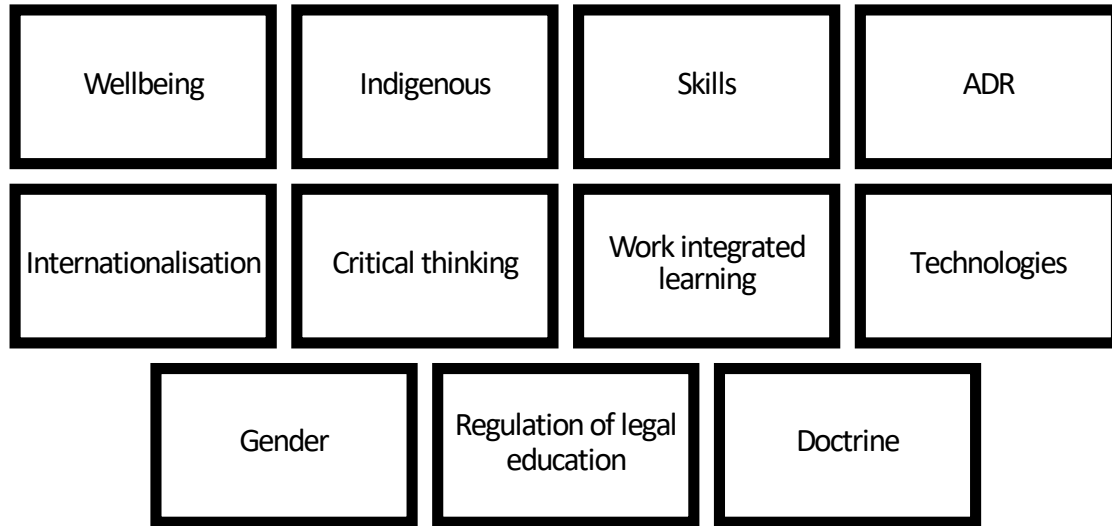 Wellbeing
Indigenous
Skills
ADR
Internationalisation
Critical thinking
Work integrated
learning
Technologies
Gender
Regulation of legal
education
Doctrine